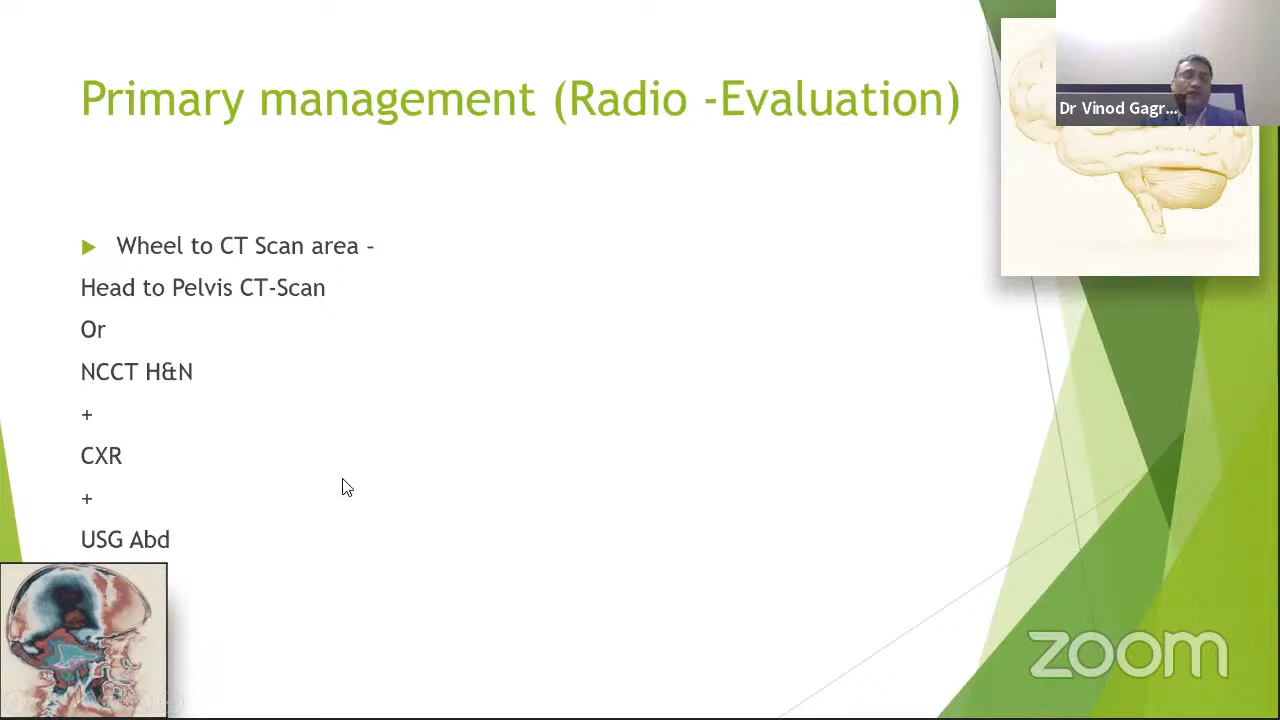 Primary management (Radio -Evaluation)
Dr Vinod Gagr...
Wheel to CT Scan area –
Head to Pelvis CT-Scan
Or
NCCT H&N
+
CXR
+
USG Abd
zoom